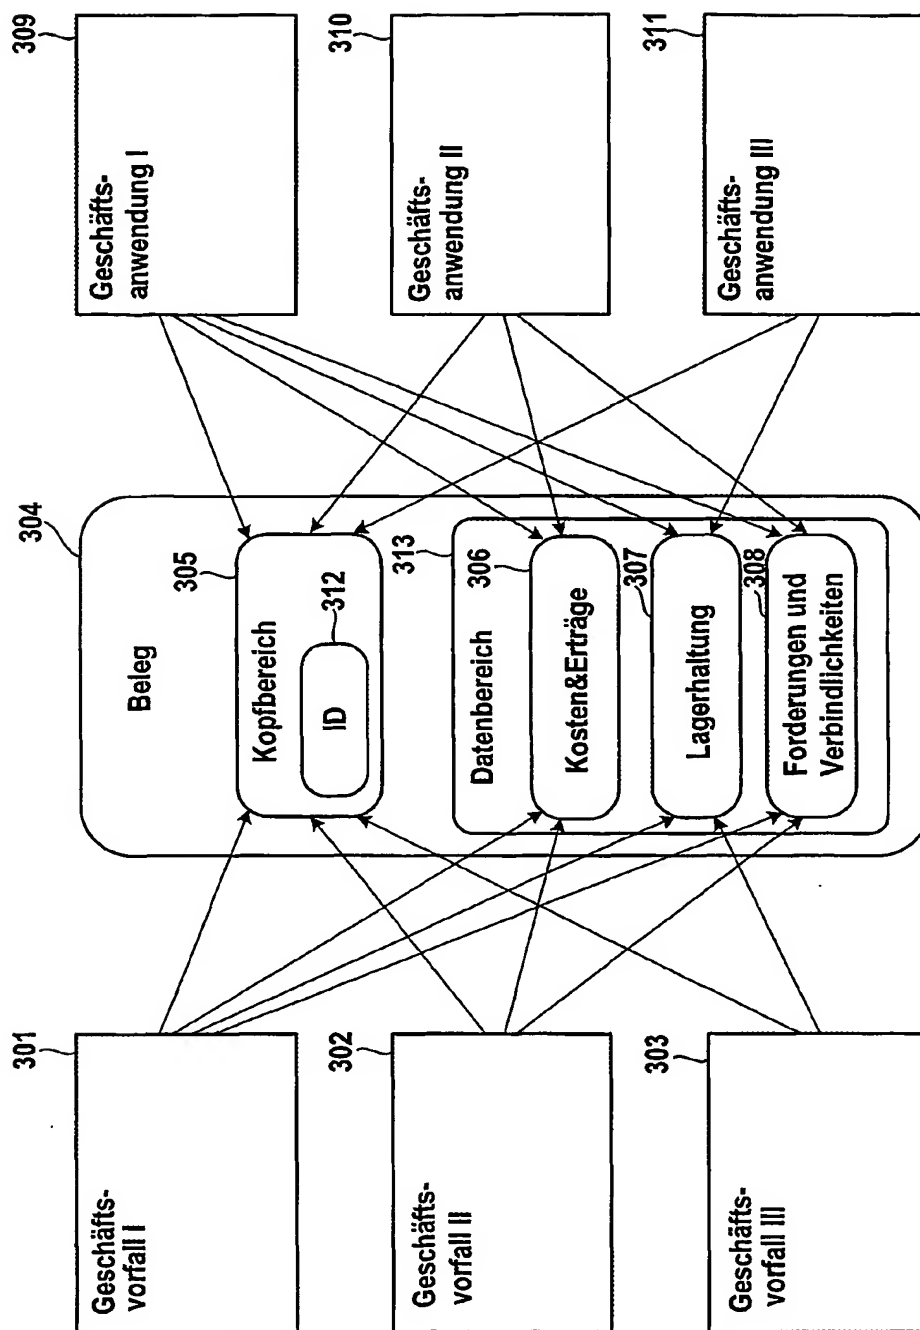 301
Geschäfts-
vorfall I
302
Geschäfts-
vorfall II
303
Geschäfts-
vorfall III
304
Beleg
305
Kopfbereich
312
ID
313
Datenbereich
306
Kosten&Erträge
307
Lagerhaltung
308
Forderungen und
Verbindlichkeiten
309
Geschäfts-
anwendung I
310
Geschäfts-
anwendung II
311
Geschäfts-
anwendung III